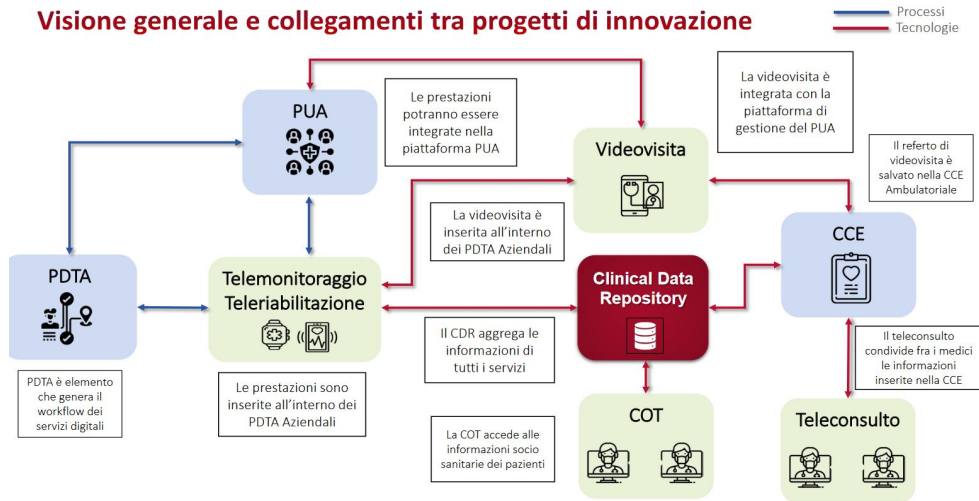 Visione generale e collegamenti tra progetti di innovazione
Processi
Tecnologie
PUA
Le prestazioni
potranno essere
integrate nella
piattaforma PUA
La videovisita è
integrata con la
piattaforma di
gestione del PUA
Videovisita
Il referto di
videovisita è
salvato nella CCE
Ambulatoriale
La videovisita è
inserita all'interno
dei PDTA Aziendali
CCE
PDTA
Telemonitoraggio
Teleriabilitazione
Clinical Data
Repository
Il CDR aggrega le
informazioni di
tutti i servizi
Il teleconsulto
condivide fra i medici
le informazioni
inserite nella CCE
PDTA è elemento
che genera il
workflow dei
servizi digitali
Le prestazioni sono
inserite all'interno dei
PDTA Aziendali
COT
Teleconsulto
La COT accede alle
informazioni socio
sanitarie dei pazienti